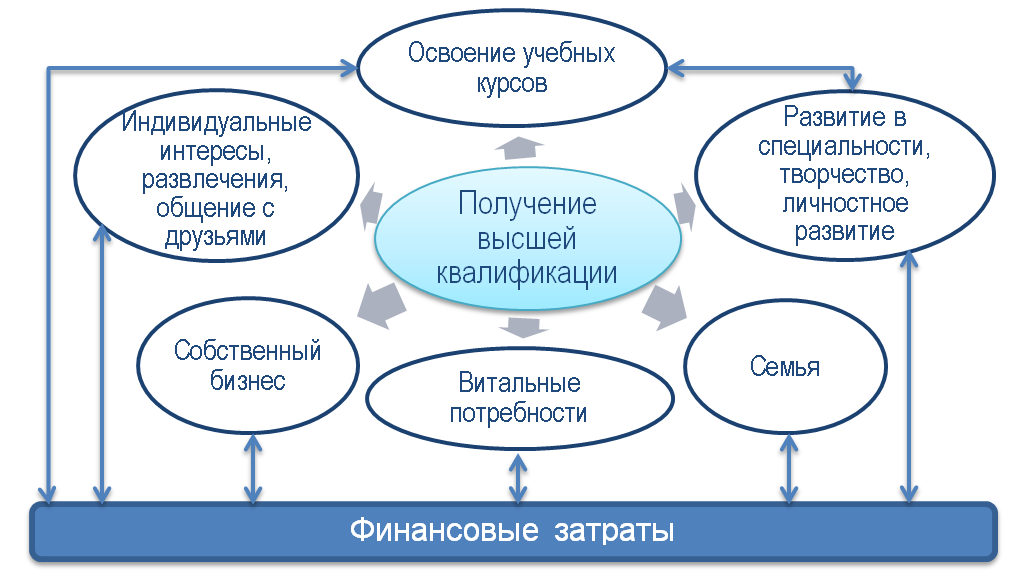 Освоение учебных
курсов
Индивидуальные
интересы,
развлечения,
общение с
друзьями
Развитие в
специальности,
творчество,
личностное
развитие
Получение
высшей
квалификации
Собственный
бизнес
Витальные
потребности
Семья
Финансовые затраты